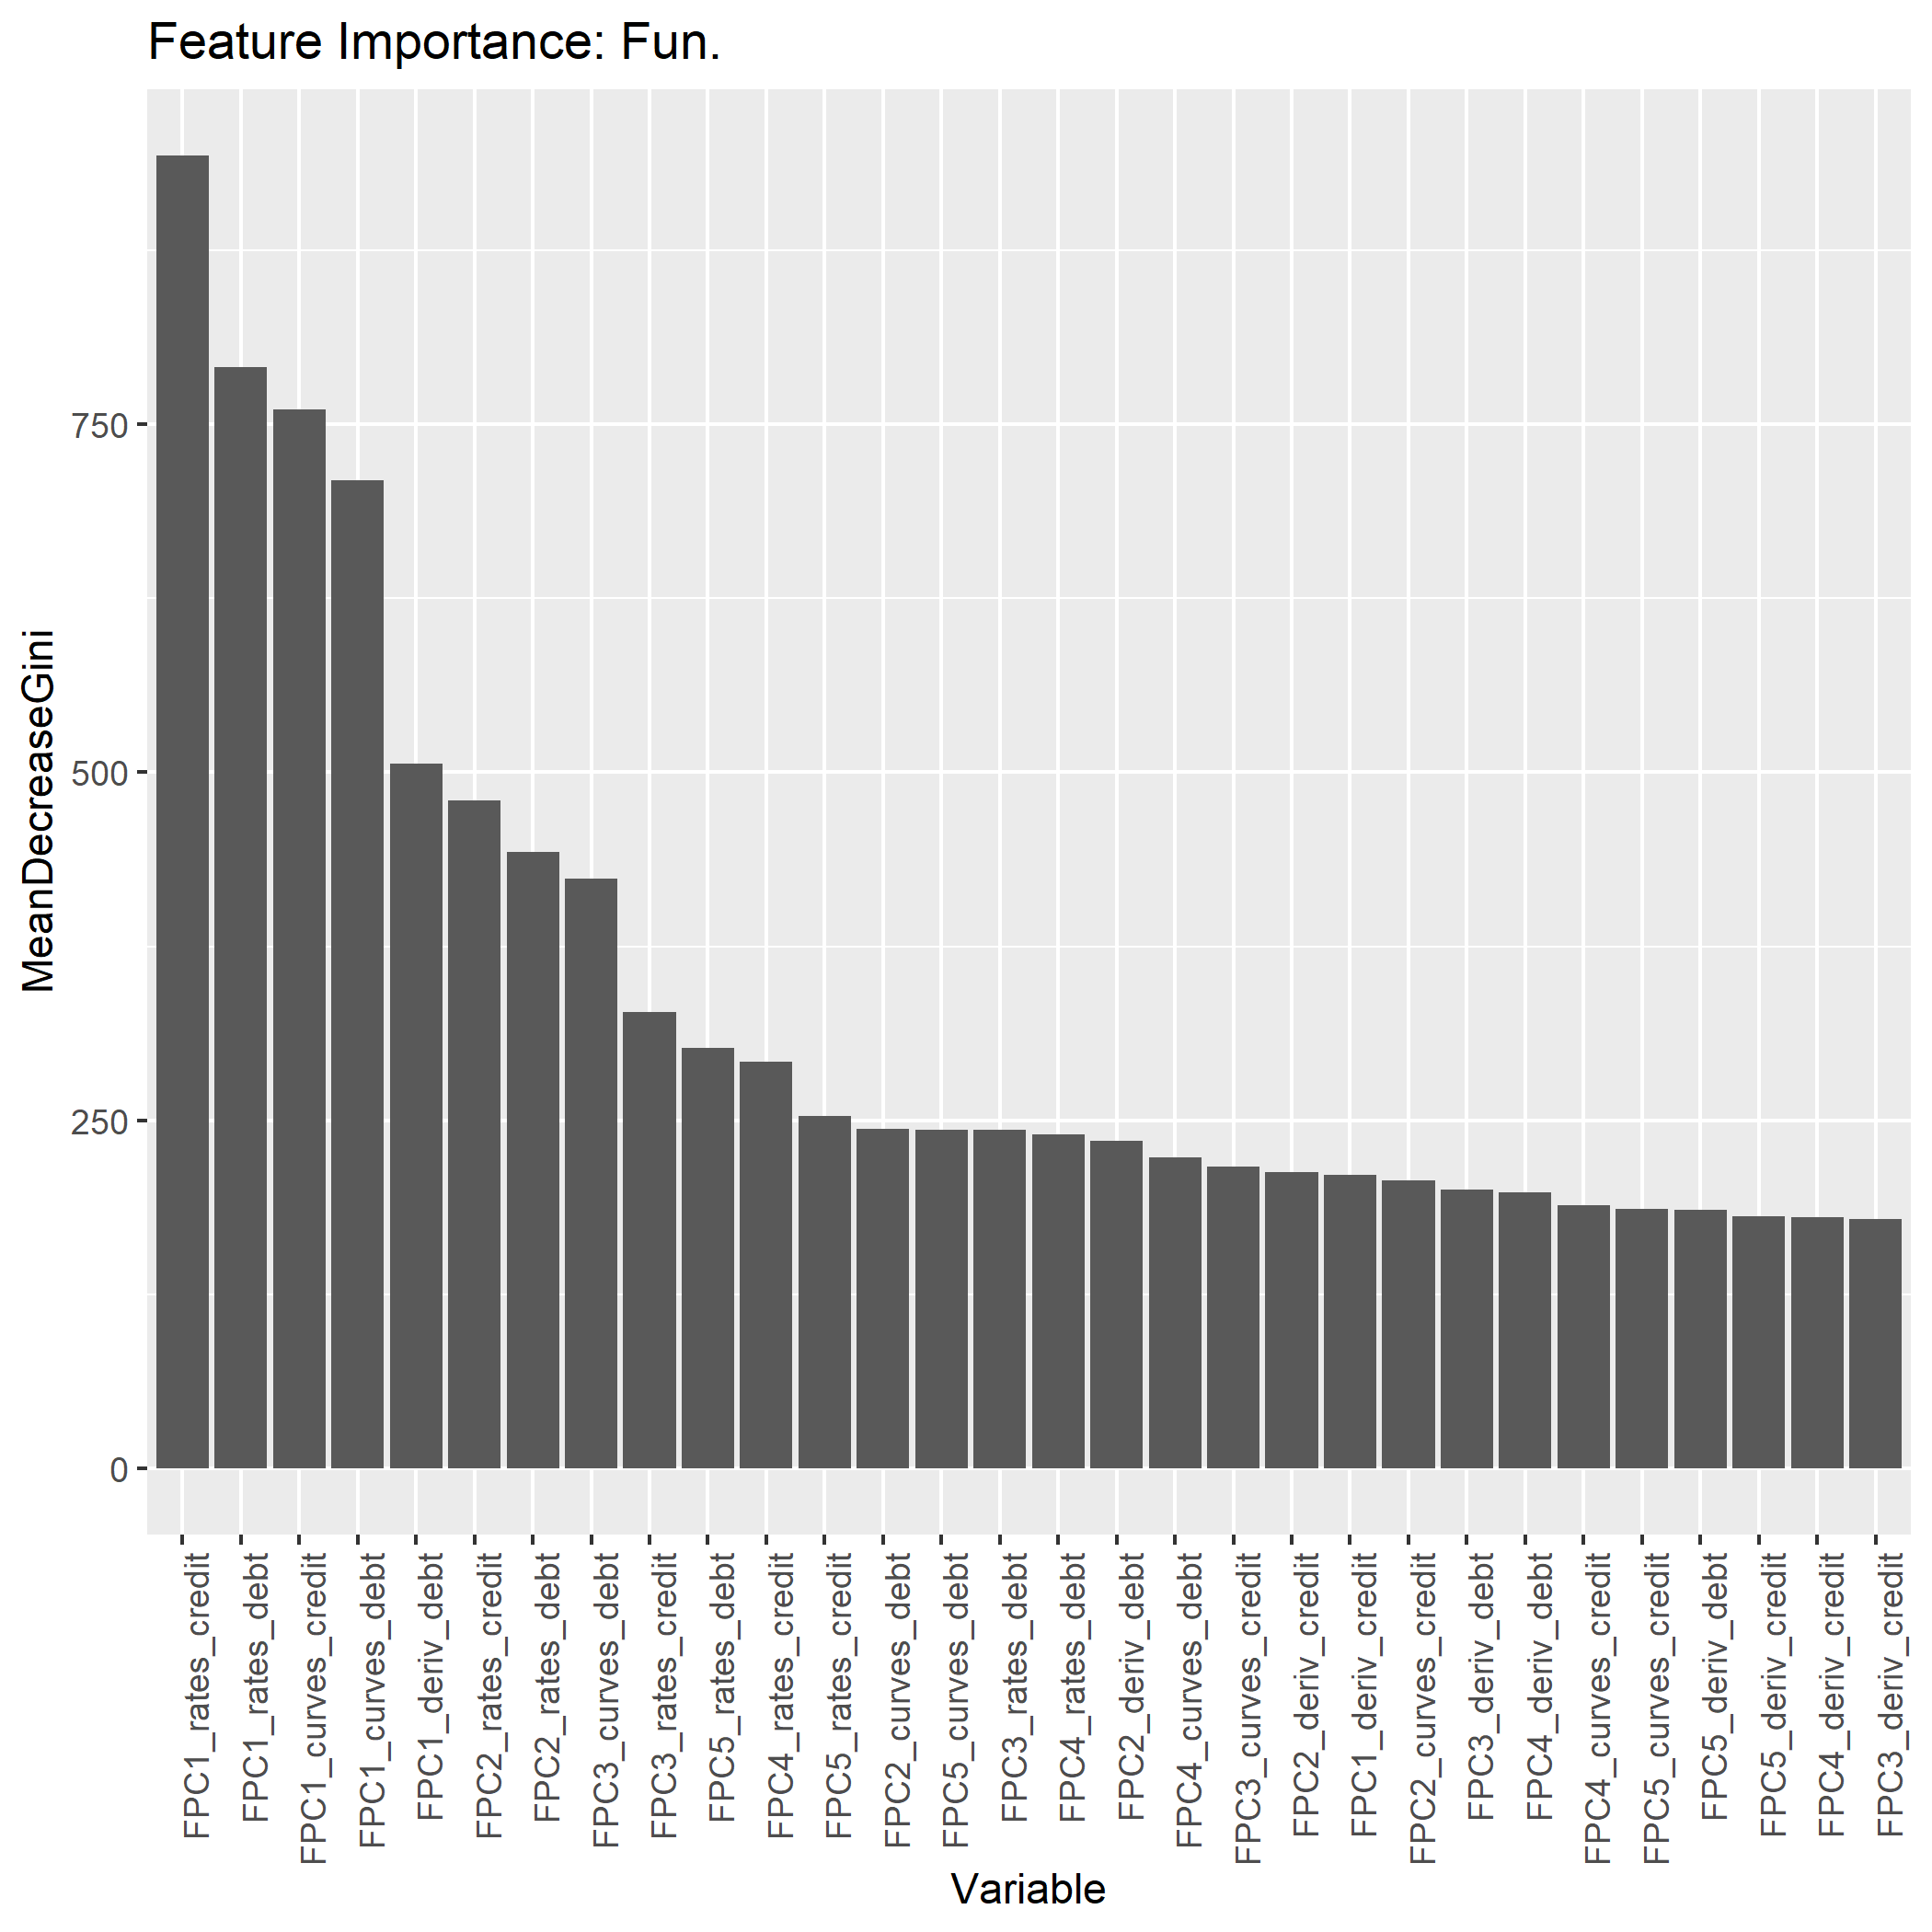 Feature Importance: Fun.
MeanDecreaseGini
750
500
250
0
FPC1_rates_credit
FPC1_rates_debt
FPC1_curves_credit
FPC1_curves_debt
FPC1_deriv_debt
FPC2_rates_credit
FPC2_rates_debt
FPC3_curves_debt
FPC3_rates_credit
FPC5_rates_debt
FPC4_rates_credit
FPC5_rates_credit
FPC2_curves_debt
FPC5_curves_debt
FPC3_rates_debt
FPC4_rates_debt
FPC2_deriv_debt
FPC4_curves_debt
FPC3_curves_credit
FPC2_deriv_credit
FPC1_deriv_credit
FPC2_curves_credit
FPC3_deriv_debt
FPC4_deriv_debt
FPC4_curves_credit
FPC5_curves_credit
FPC5_deriv_debt
FPC5_deriv_credit
FPC4_deriv_credit
FPC3_deriv_credit
Variable